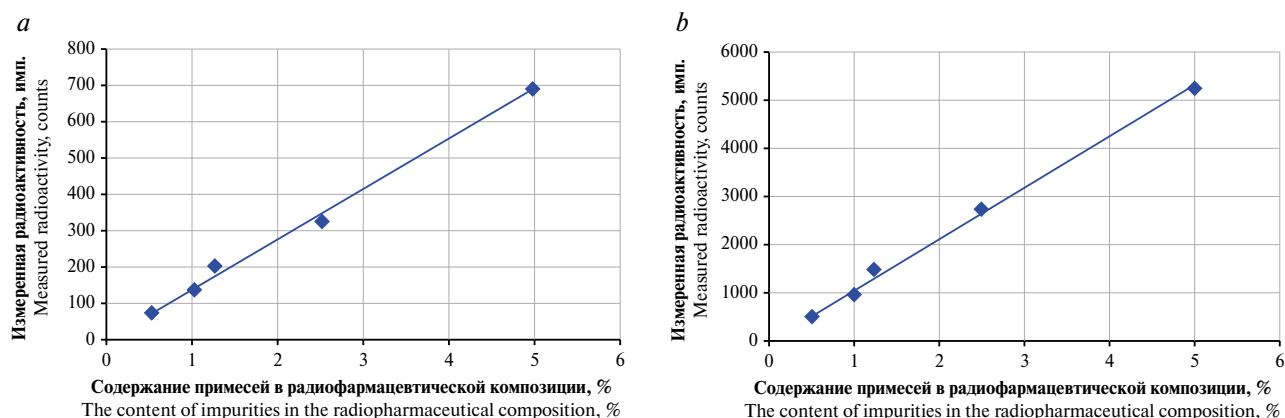 a
800
700
600
500
400
300
200
100
0
0 1 2 3 4 5 6
Измеренная радиоактивность, имп.
Measured radioactivity, counts
Содержание примесей в радиофармацевтической композиции, %
The content of impurities in the radiopharmaceutical composition, %
b
6000
5000
4000
3000
2000
1000
0
0 1 2 3 4 5 6
Измеренная радиоактивность, имп.
Measured radioactivity, counts
Содержание примесей в радиофармацевтической композиции, %
The content of impurities in the radiopharmaceutical composition, %